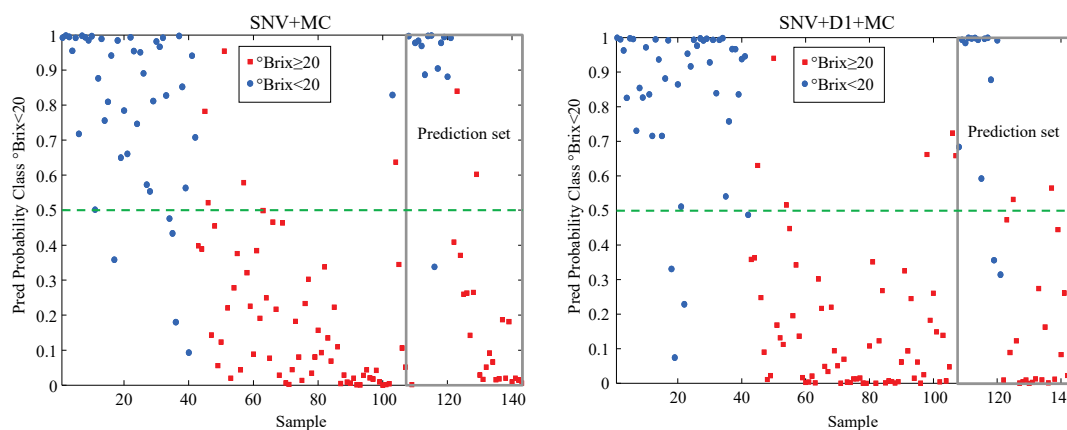 SNV+MC
Pred Probability Class °Brix<20
1
0.9
0.8
0.7
0.6
0.5
0.4
0.3
0.2
0.1
0
°Brix≥20
°Brix<20
Prediction set
20 40 60 80 100 120 140
Sample
SNV+D1+MC
Pred Probability Class °Brix<20
1
0.9
0.8
0.7
0.6
0.5
0.4
0.3
0.2
0.1
0
°Brix≥20
°Brix<20
Prediction set
20 40 60 80 100 120 140
Sample